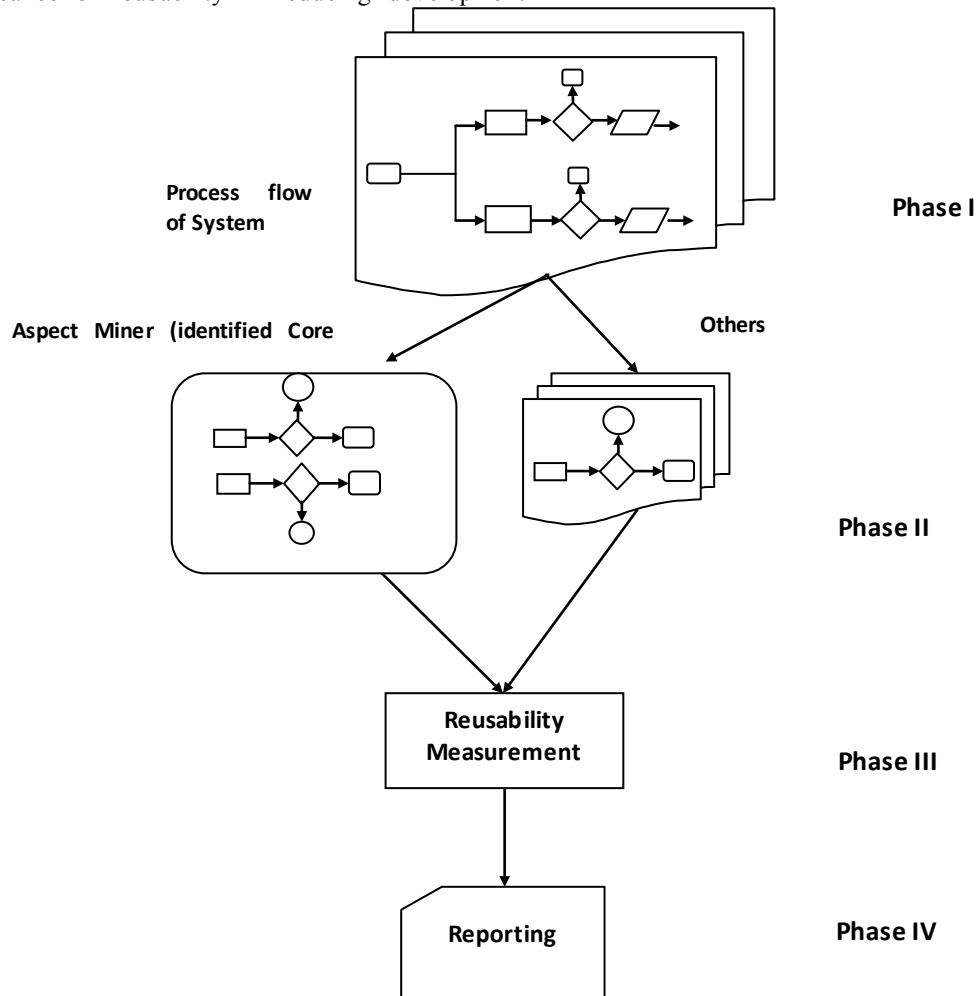 Process flow
of System
Phase I
Aspect Miner (identified Core
Others
Phase II
Reusability
Measurement
Phase III
Reporting
Phase IV